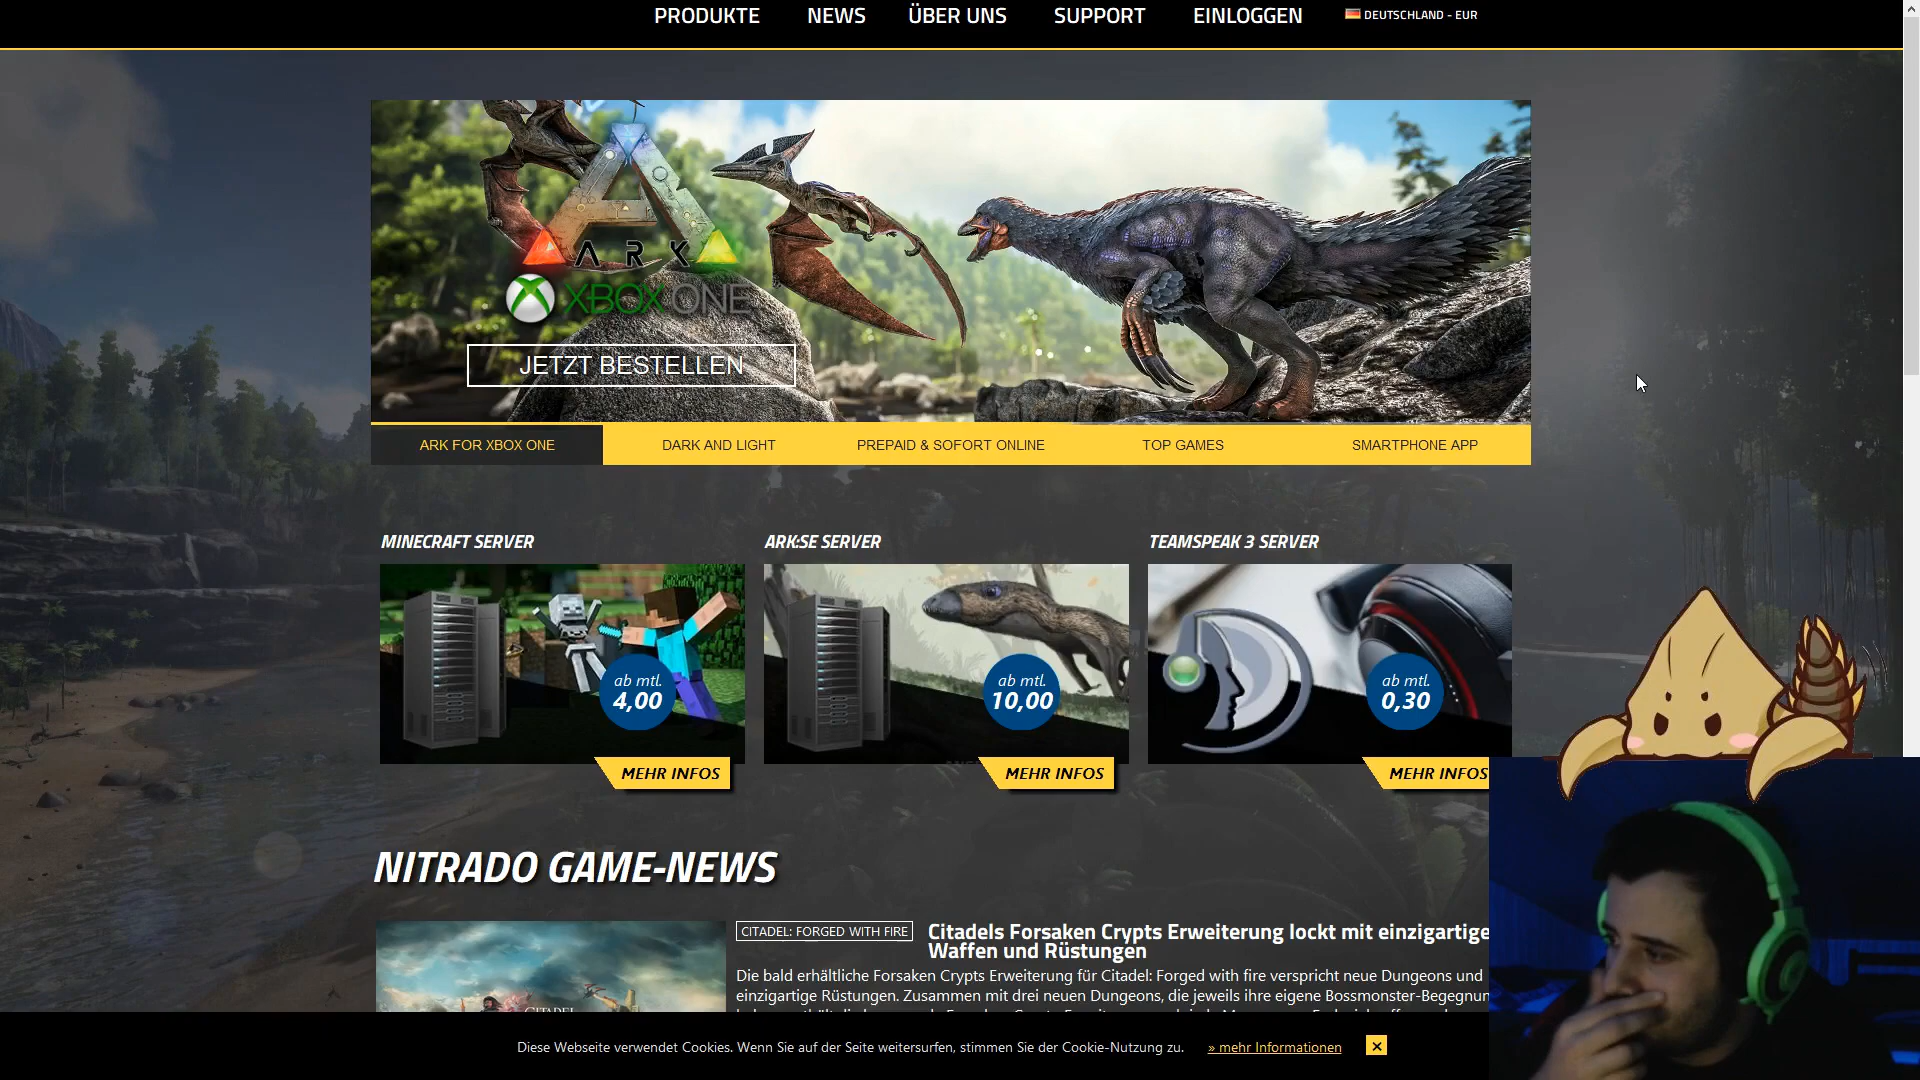 PRODUKTE NEWS ÜBER UNS SUPPORT EINLOGGEN DEUTSCHLAND - EUR
ARK
XBOX ONE
JETZT BESTELLEN
ARK FOR XBOX ONE DARK AND LIGHT PREPAID & SOFORT ONLINE TOP GAMES SMARTPHONE APP
MINECRAFT SERVER ARK:SE SERVER TEAMSPEAK 3 SERVER
ab mtl. ab mtl. ab mtl.
4,00 10,00 0,30
MEHR INFOS MEHR INFOS MEHR INFOS
NITRADO GAME-NEWS
CITADEL: FORGED WITH FIRE Citadels Forsaken Crypts Erweiterung lockt mit einzigartige
Waffen und Rüstungen
Die bald erhältliche Forsaken Crypts Erweiterung für Citadel: Forged with fire verspricht neue Dungeons und
einzigartige Rüstungen. Zusammen mit drei neuen Dungeons, die jeweils ihre eigene Bossmonster-Begegnun
CITADEL
Diese Webseite verwendet Cookies. Wenn Sie auf der Seite weitersurfen, stimmen Sie der Cookie-Nutzung zu. » mehr Informationen